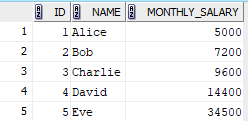 ID NAME MONTHLY_SALARY
1 1 Alice 5000
2 2 Bob 7200
3 3 Charlie 9600
4 4 David 14400
5 5 Eve 34500